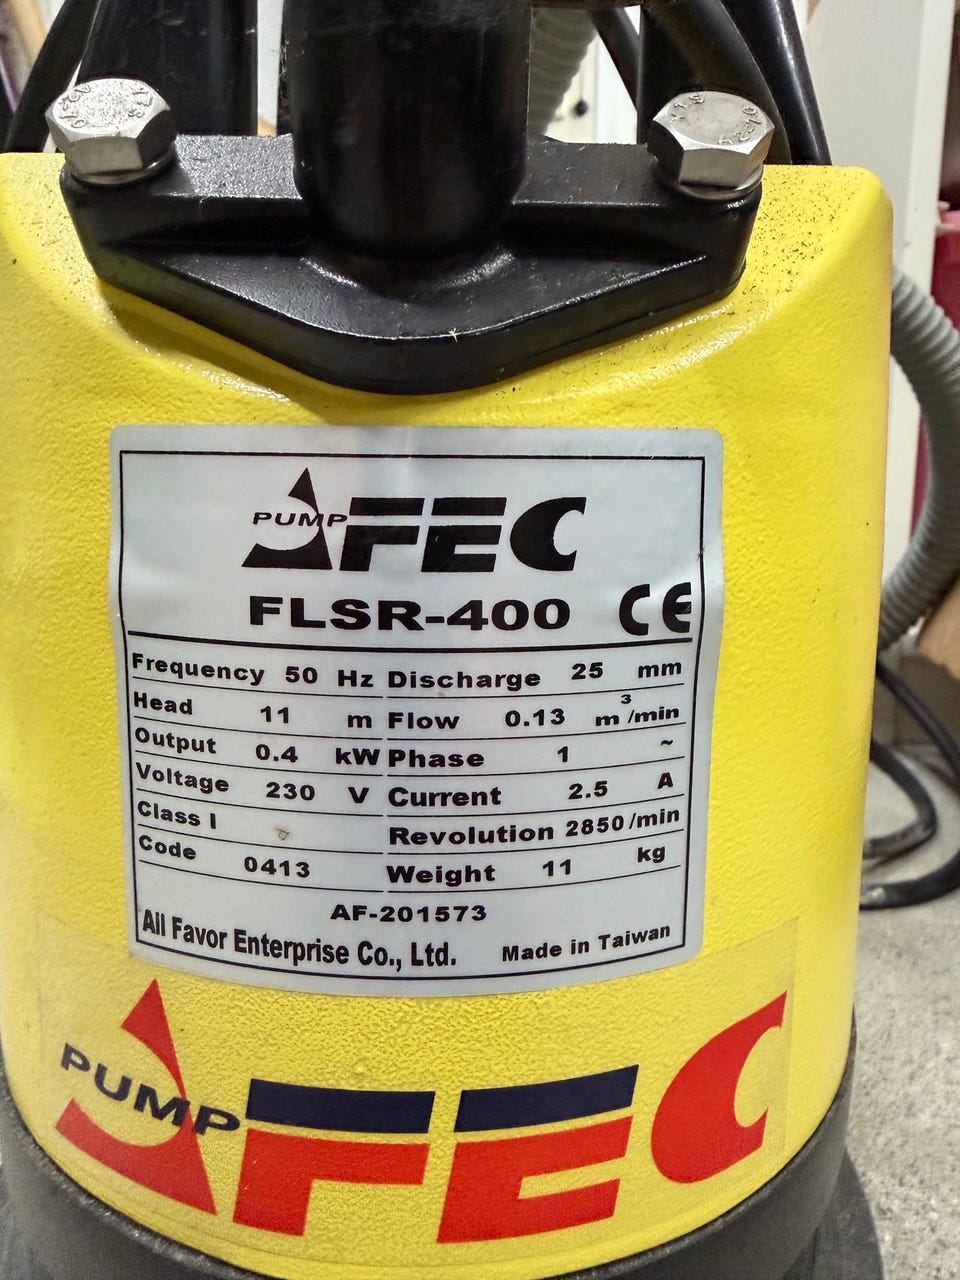 PUMP AFEC
FLSR-400 CE
Frequency 50 Hz Discharge 25 mm
Head 11 m Flow 0.13 m³/min
Output 0.4 kW Phase 1 ~
Voltage 230 V Current 2.5 A
Class I Revolution 2850 /min
Code 0413 Weight 11 kg
AF-201573
All Favor Enterprise Co., Ltd. Made in Taiwan
PUMP AFEC